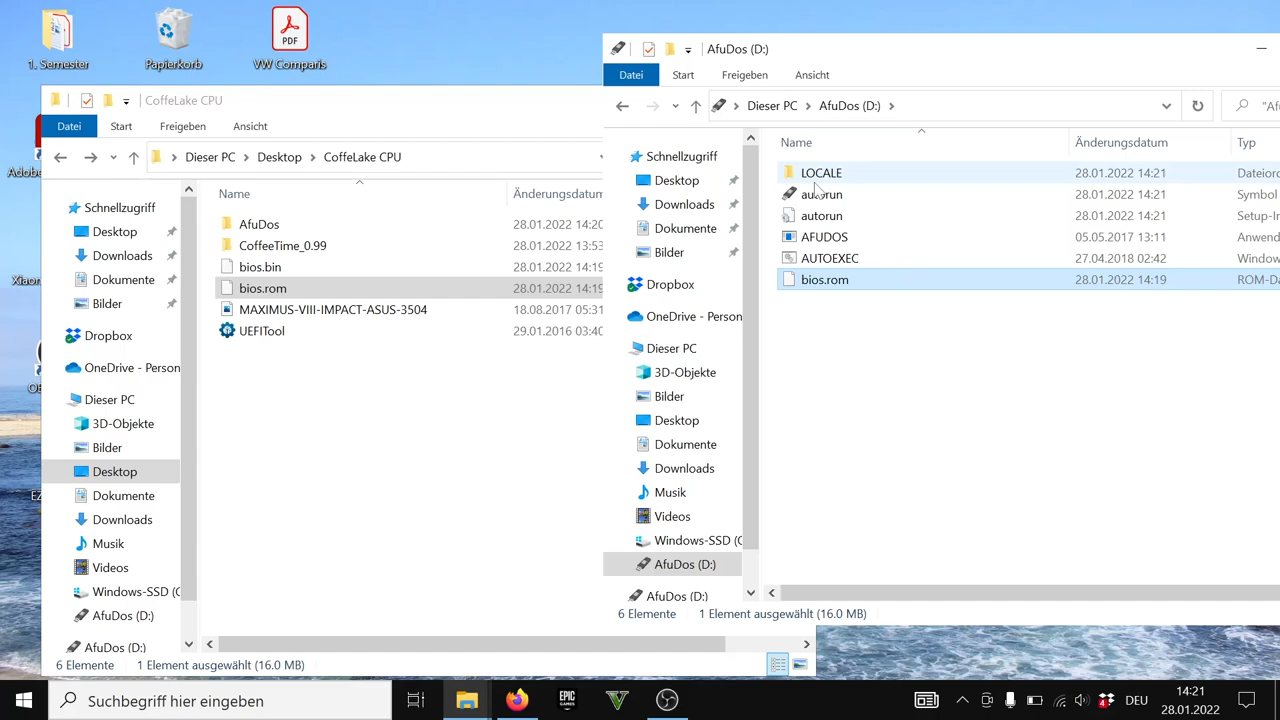 1. Semester
Papierkorb
PDF
VW Comparis
CoffeLake CPU
Datei
Start
Freigeben
Ansicht
Dieser PC
Desktop
CoffeLake CPU
Name
Änderungsdatum
Schnellzugriff
Desktop
Downloads
Dokumente
Bilder
Dropbox
OneDrive - Person
Dieser PC
3D-Objekte
Bilder
Desktop
Dokumente
Downloads
Musik
Videos
Windows-SSD (C
AfuDos (D:)
AfuDos (D:)
AfuDos 28.01.2022 14:20
CoffeeTime_0.99 28.01.2022 13:53
bios.bin 28.01.2022 14:19
bios.rom 28.01.2022 14:19
MAXIMUS-VIII-IMPACT-ASUS-3504 18.08.2017 05:31
UEFITool 29.01.2016 03:40
6 Elemente 1 Element ausgewählt (16.0 MB)
AfuDos (D:)
Datei
Start
Freigeben
Ansicht
Dieser PC
AfuDos (D:)
Name
Änderungsdatum
Typ
Schnellzugriff
Desktop
Downloads
Dokumente
Bilder
Dropbox
OneDrive - Person
Dieser PC
3D-Objekte
Bilder
Desktop
Dokumente
Downloads
Musik
Videos
Windows-SSD (C
AfuDos (D:)
AfuDos (D:)
LOCALE 28.01.2022 14:21 Dateiord
autorun 28.01.2022 14:21 Symbol
autorun 28.01.2022 14:21 Setup-In
AFUDOS 05.05.2017 13:11 Anwend
AUTOEXEC 27.04.2018 02:42 Window
bios.rom 28.01.2022 14:19 ROM-Da
6 Elemente 1 Element ausgewählt (16.0 MB)
Suchbegriff hier eingeben
EPIC
GAMES
DEU
14:21
28.01.2022